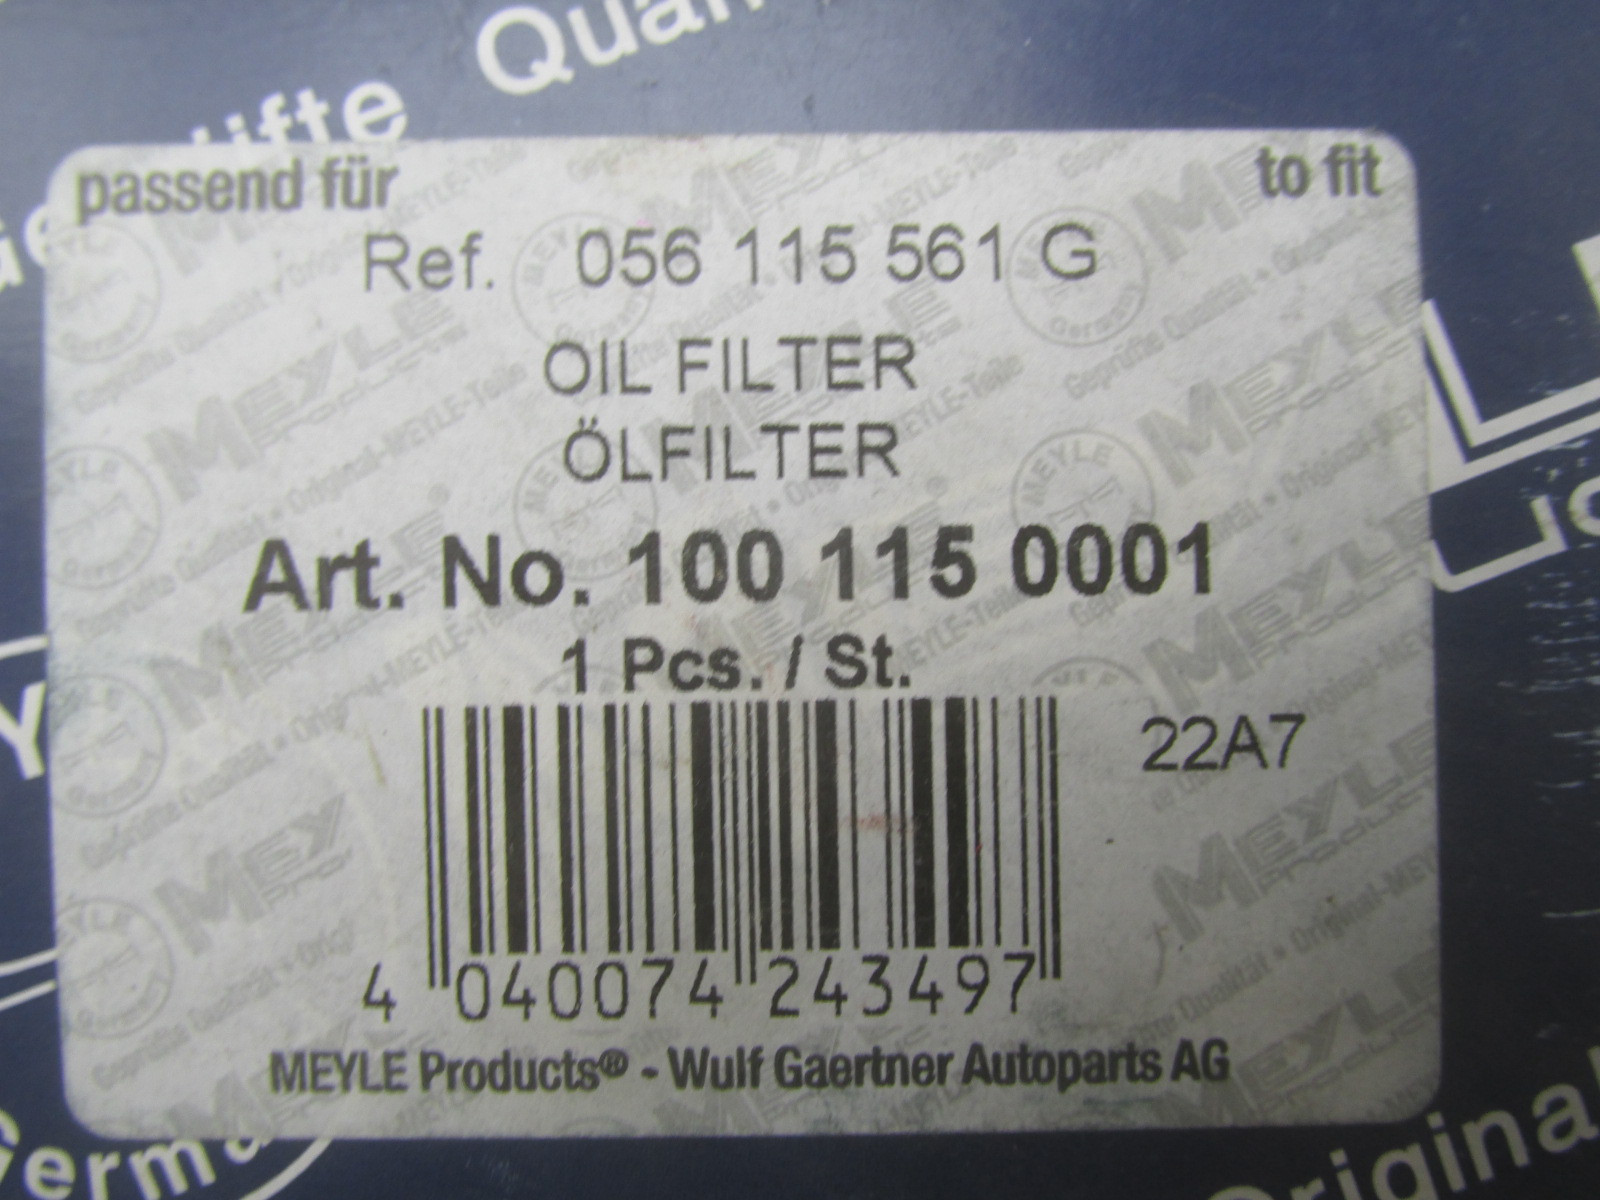 passend für to fit
Ref. 056 115 561 G
OIL FILTER
ÖLFILTER
Art. No. 100 115 0001
1 Pcs. / St.
22A7
4 040074 243497
MEYLE Products® - Wulf Gaertner Autoparts AG